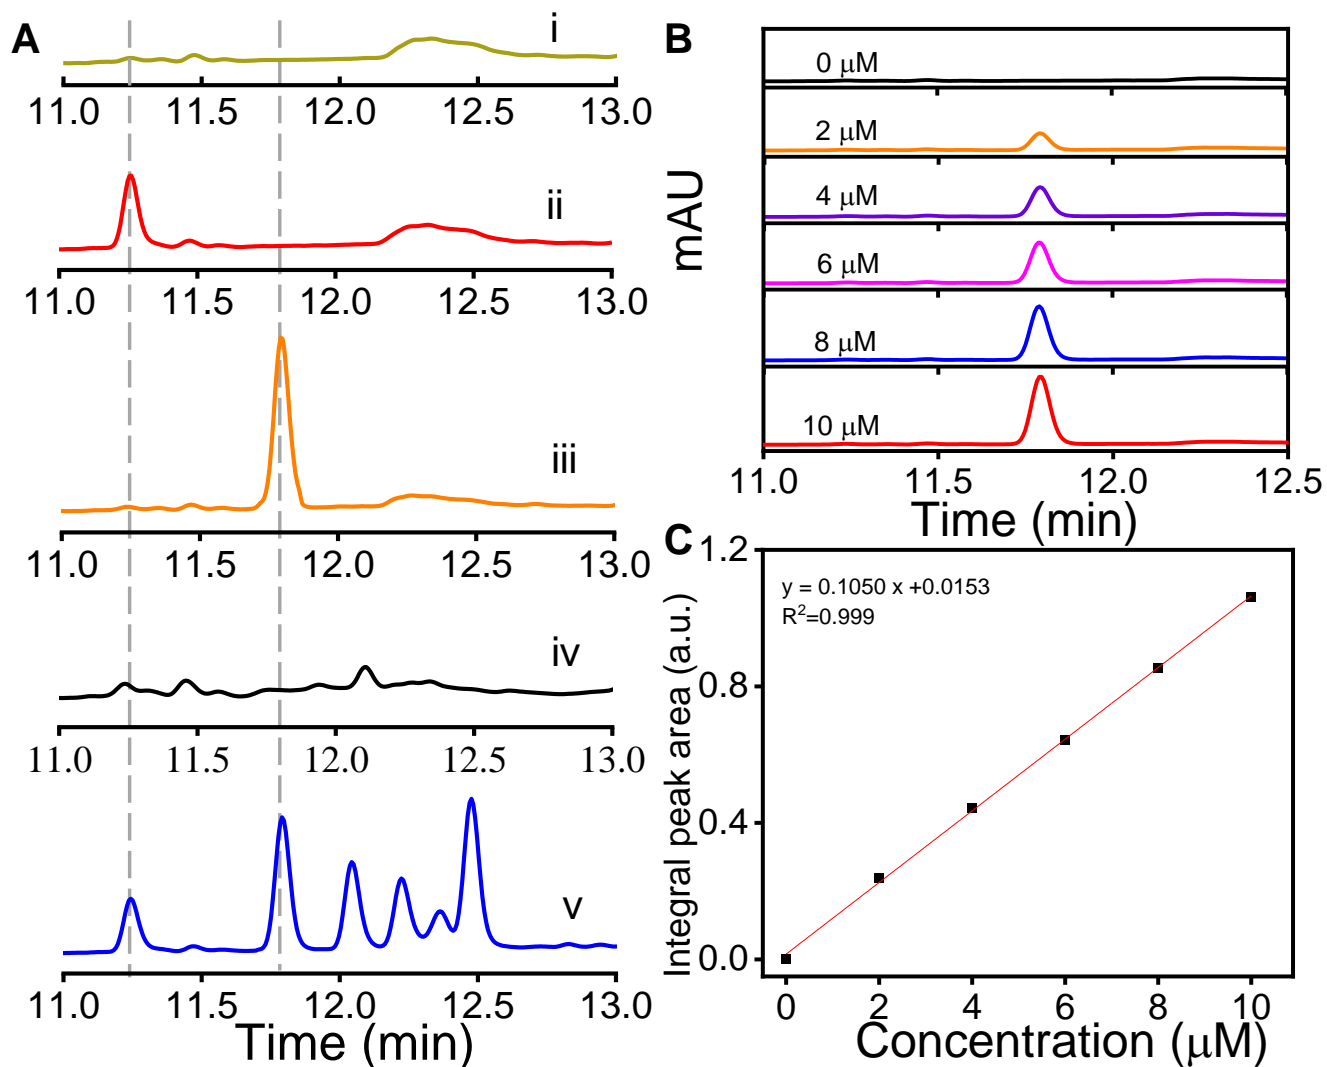 A
i
11.0 11.5 12.0 12.5 13.0
ii
11.0 11.5 12.0 12.5 13.0
iii
11.0 11.5 12.0 12.5 13.0
iv
11.0 11.5 12.0 12.5 13.0
v
11.0 11.5 12.0 12.5 13.0
Time (min)
B
mAU
0 μM
2 μM
4 μM
6 μM
8 μM
10 μM
11.0 11.5 12.0 12.5
Time (min)
C
Integral peak area (a.u.)
1.2
0.8
0.4
0.0
y = 0.1050 x +0.0153
R²=0.999
0 2 4 6 8 10
Concentration (μM)